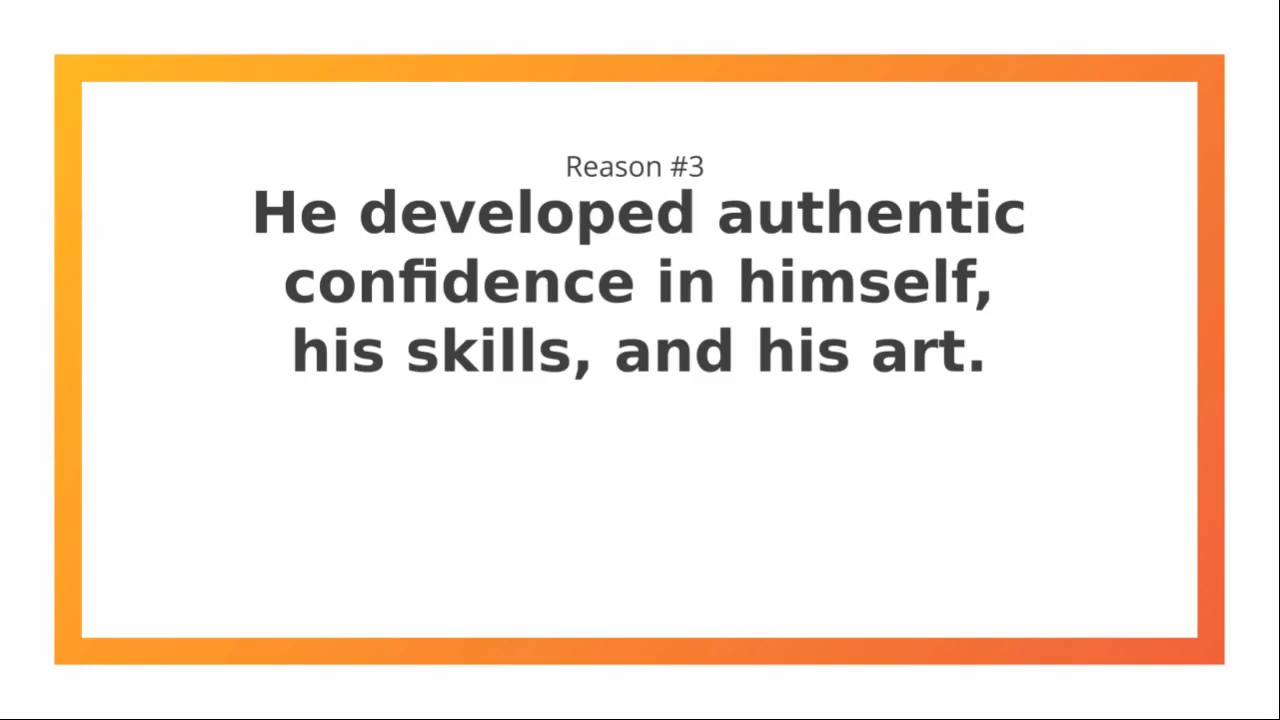 Reason #3
He developed authentic
confidence in himself,
his skills, and his art.